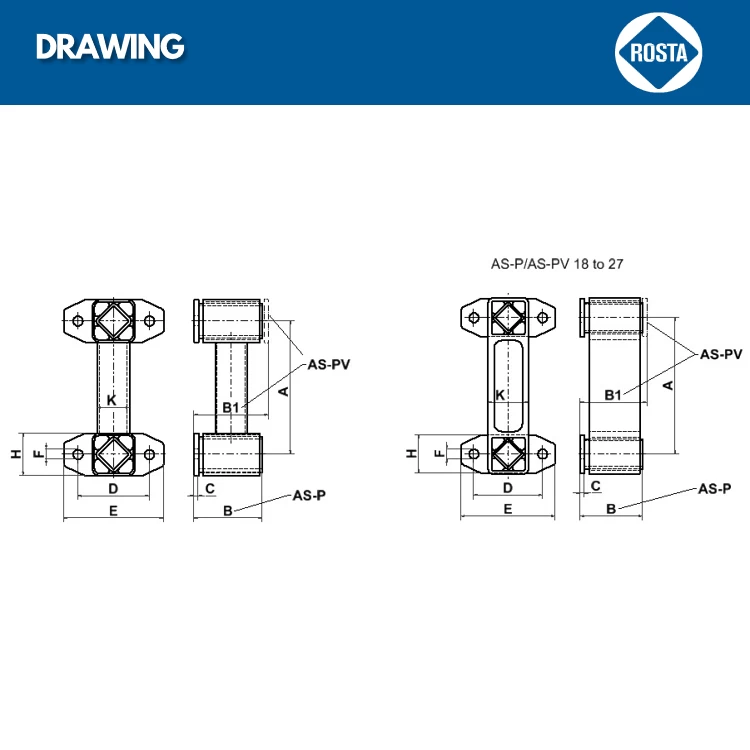 DRAWING
ROSTA
AS-P/AS-PV 18 to 27
K
B1
A
AS-PV
H
F
D
E
C
B
AS-P
K
B1
A
AS-PV
H
F
D
E
C
B
AS-P